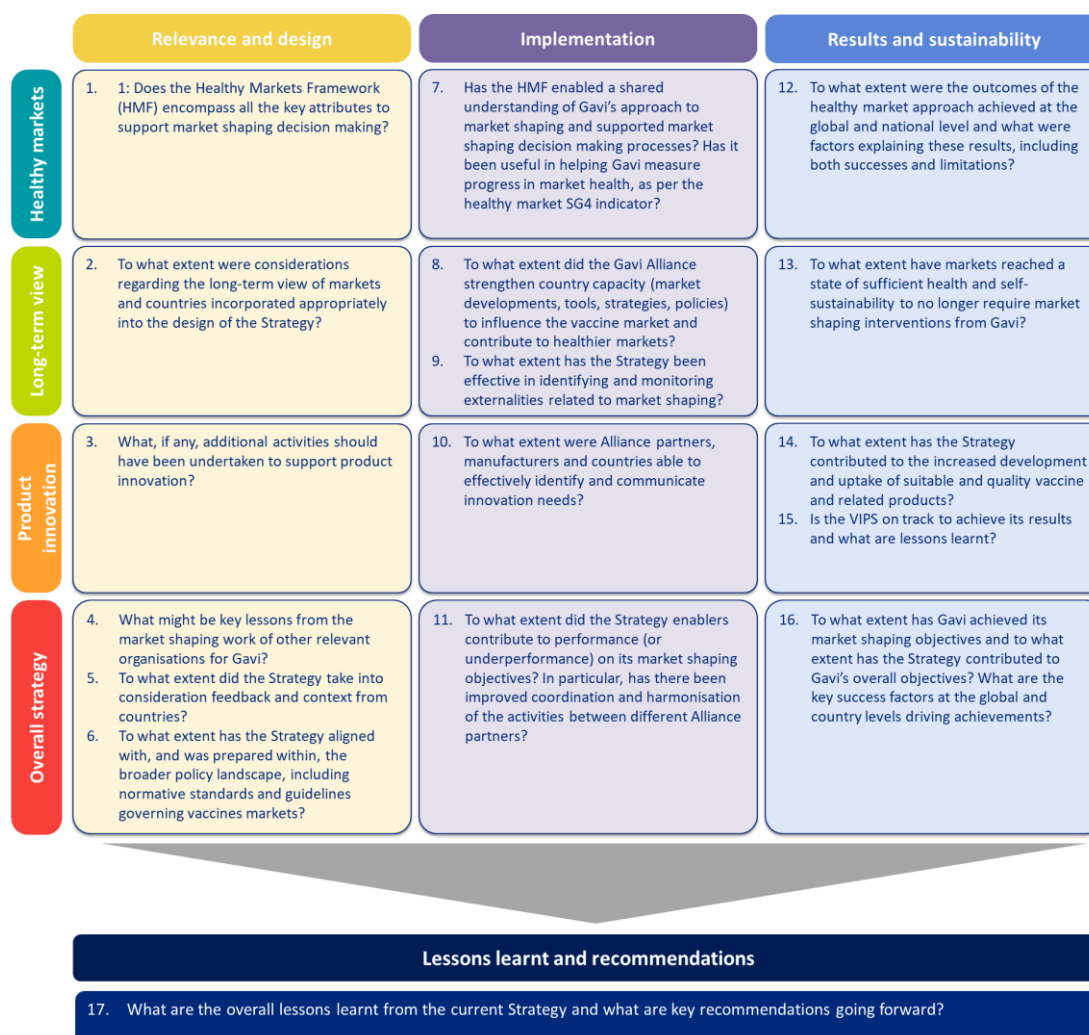 Relevance and design
Implementation
Results and sustainability
Healthy markets
1. 1: Does the Healthy Markets Framework
(HMF) encompass all the key attributes to
support market shaping decision making?
7. Has the HMF enabled a shared
understanding of Gavi's approach to
market shaping and supported market
shaping decision making processes? Has it
been useful in helping Gavi measure
progress in market health, as per the
healthy market SG4 indicator?
12. To what extent were the outcomes of the
healthy market approach achieved at the
global and national level and what were
factors explaining these results, including
both successes and limitations?
Long-term view
2. To what extent were considerations
regarding the long-term view of markets
and countries incorporated appropriately
into the design of the Strategy?
8. To what extent did the Gavi Alliance
strengthen country capacity (market
developments, tools, strategies, policies)
to influence the vaccine market and
contribute to healthier markets?
9. To what extent has the Strategy been
effective in identifying and monitoring
externalities related to market shaping?
13. To what extent have markets reached a
state of sufficient health and self-
sustainability to no longer require market
shaping interventions from Gavi?
Product
innovation
3. What, if any, additional activities should
have been undertaken to support product
innovation?
10. To what extent were Alliance partners,
manufacturers and countries able to
effectively identify and communicate
innovation needs?
14. To what extent has the Strategy
contributed to the increased development
and uptake of suitable and quality vaccine
and related products?
15. Is the VIPS on track to achieve its results
and what are lessons learnt?
Overall strategy
4. What might be key lessons from the
market shaping work of other relevant
organisations for Gavi?
5. To what extent did the Strategy take into
consideration feedback and context from
countries?
6. To what extent has the Strategy aligned
with, and was prepared within, the
broader policy landscape, including
normative standards and guidelines
governing vaccines markets?
11. To what extent did the Strategy enablers
contribute to performance (or
underperformance) on its market shaping
objectives? In particular, has there been
improved coordination and harmonisation
of the activities between different Alliance
partners?
16. To what extent has Gavi achieved its
market shaping objectives and to what
extent has the Strategy contributed to
Gavi's overall objectives? What are the
key success factors at the global and
country levels driving achievements?
Lessons learnt and recommendations
17. What are the overall lessons learnt from the current Strategy and what are key recommendations going forward?